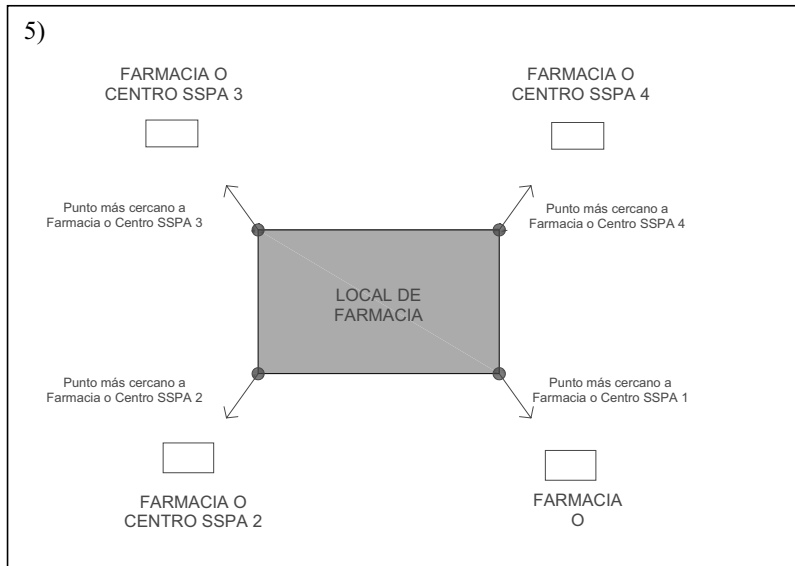 5)
FARMACIA O
CENTRO SSPA 3
FARMACIA O
CENTRO SSPA 4
Punto más cercano a
Farmacia o Centro SSPA 3
Punto más cercano a
Farmacia o Centro SSPA 4
LOCAL DE
FARMACIA
Punto más cercano a
Farmacia o Centro SSPA 2
Punto más cercano a
Farmacia o Centro SSPA 1
FARMACIA O
CENTRO SSPA 2
FARMACIA
O